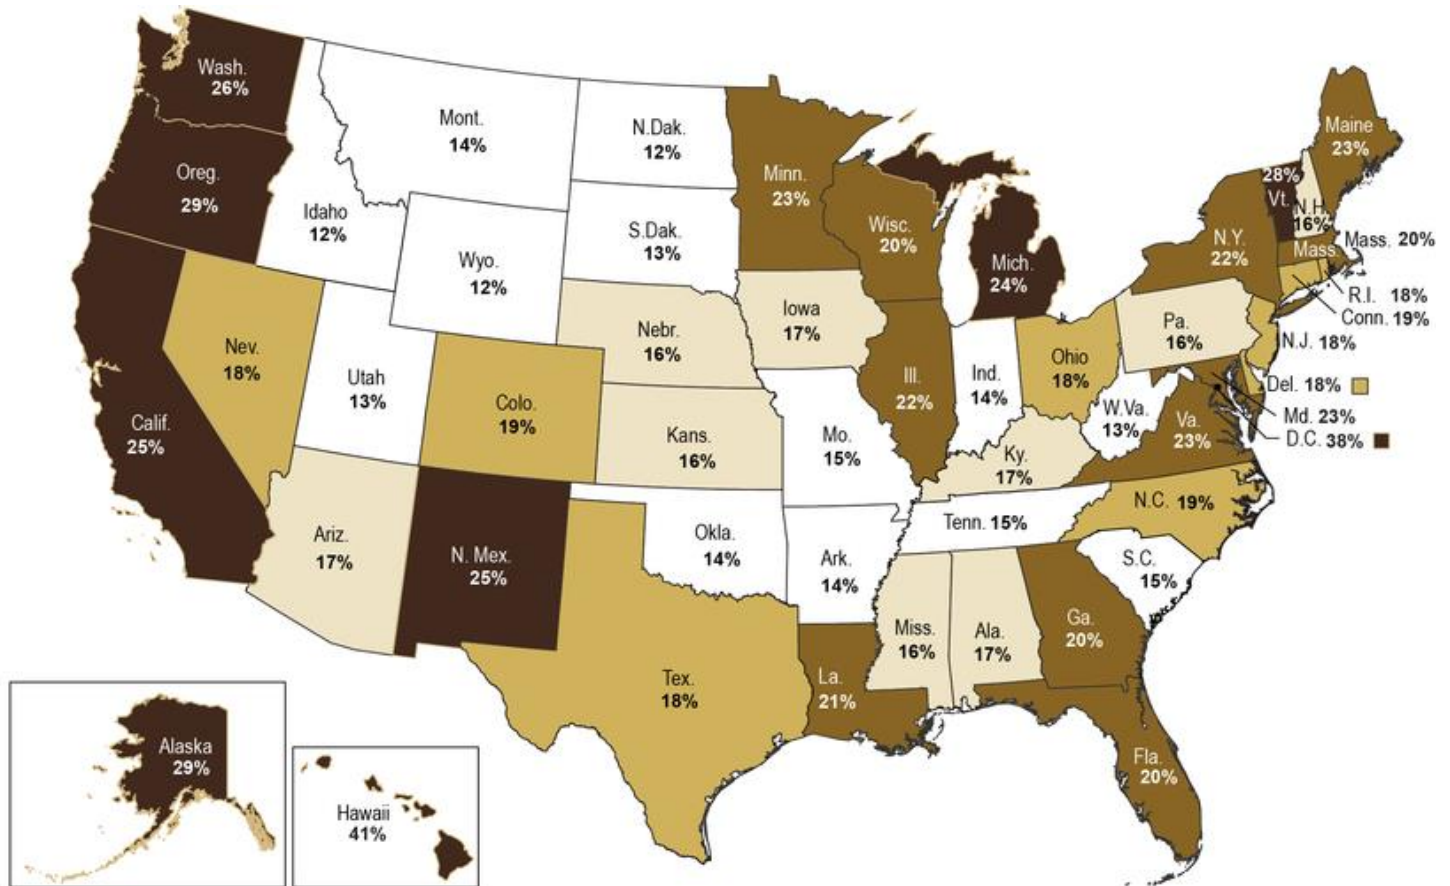 Wash.
26%
Oreg.
29%
Calif.
25%
Nev.
18%
Idaho
12%
Mont.
14%
Wyo.
12%
Utah
13%
Colo.
19%
Ariz.
17%
N. Mex.
25%
N.Dak.
12%
S.Dak.
13%
Nebr.
16%
Kans.
16%
Okla.
14%
Tex.
18%
Minn.
23%
Iowa
17%
Mo.
15%
Ark.
14%
La.
21%
Wisc.
20%
Ill.
22%
Mich.
24%
Ind.
14%
Ohio
18%
Ky.
17%
Tenn. 15%
Miss.
16%
Ala.
17%
Ga.
20%
Fla.
20%
S.C.
15%
N.C. 19%
Va.
23%
W.Va.
13%
Pa.
16%
N.Y.
22%
28%
Vt.
N.H.
16%
Maine
23%
Mass.
Mass. 20%
R.I. 18%
Conn. 19%
N.J. 18%
Del. 18%
Md. 23%
D.C. 38%
Alaska
29%
Hawaii
41%